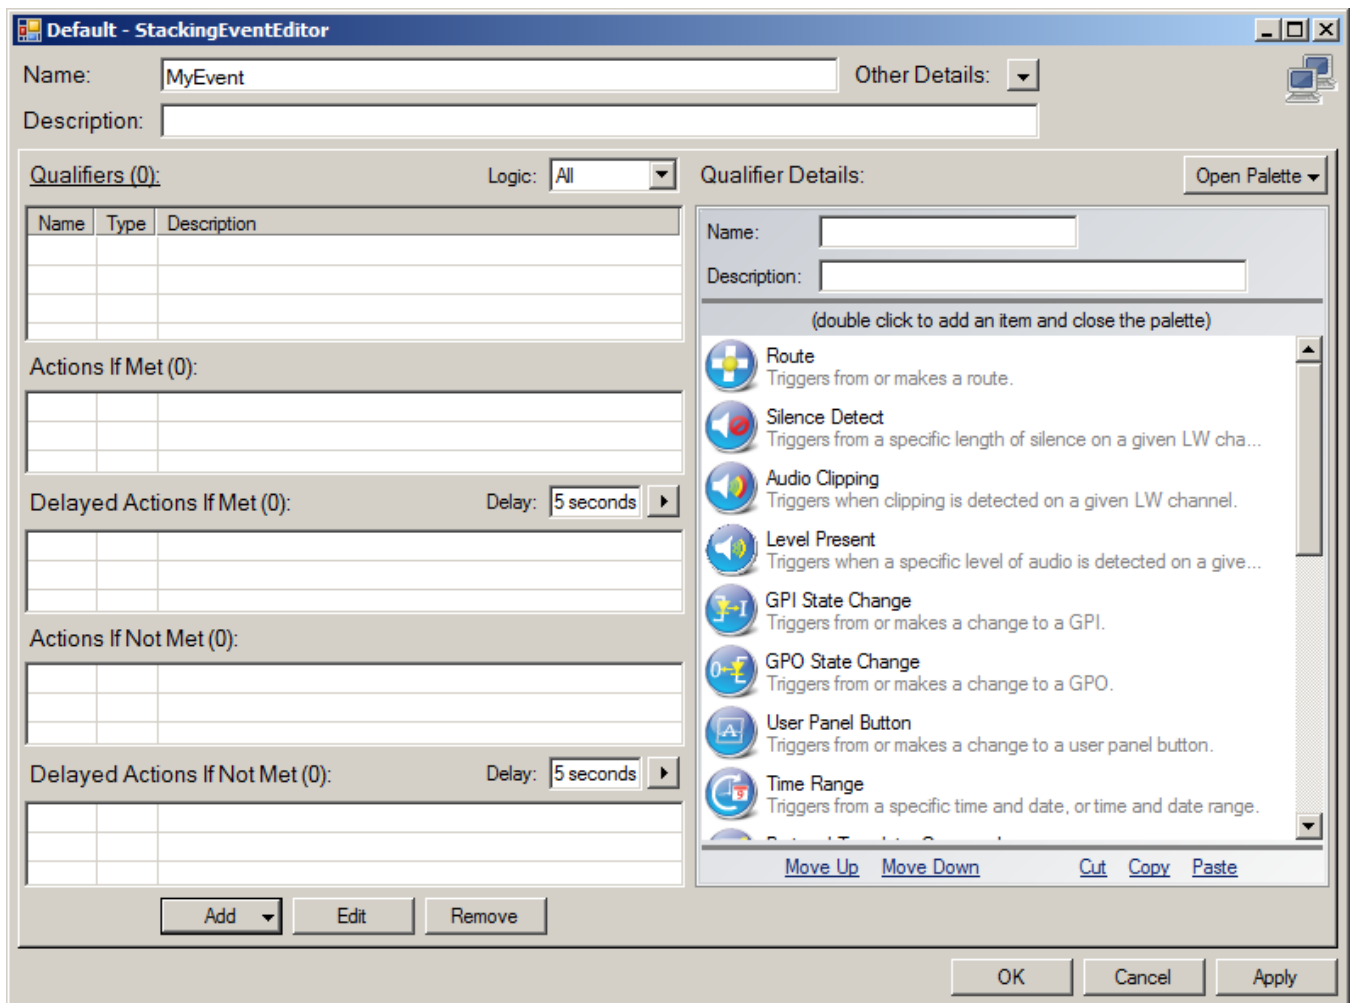 Default - StackingEventEditor
Name: MyEvent Other Details:
Description:
Qualifiers (0): Logic: All
Name Type Description
Actions If Met (0):
Delayed Actions If Met (0): Delay: 5 seconds
Actions If Not Met (0):
Delayed Actions If Not Met (0): Delay: 5 seconds
Add Edit Remove
Qualifier Details: Open Palette
Name:
Description:
(double click to add an item and close the palette)
Route
Triggers from or makes a route.
Silence Detect
Triggers from a specific length of silence on a given LW cha...
Audio Clipping
Triggers when clipping is detected on a given LW channel.
Level Present
Triggers when a specific level of audio is detected on a give...
GPI State Change
Triggers from or makes a change to a GPI.
GPO State Change
Triggers from or makes a change to a GPO.
User Panel Button
Triggers from or makes a change to a user panel button.
Time Range
Triggers from a specific time and date, or time and date range.
Move Up Move Down Cut Copy Paste
OK Cancel Apply